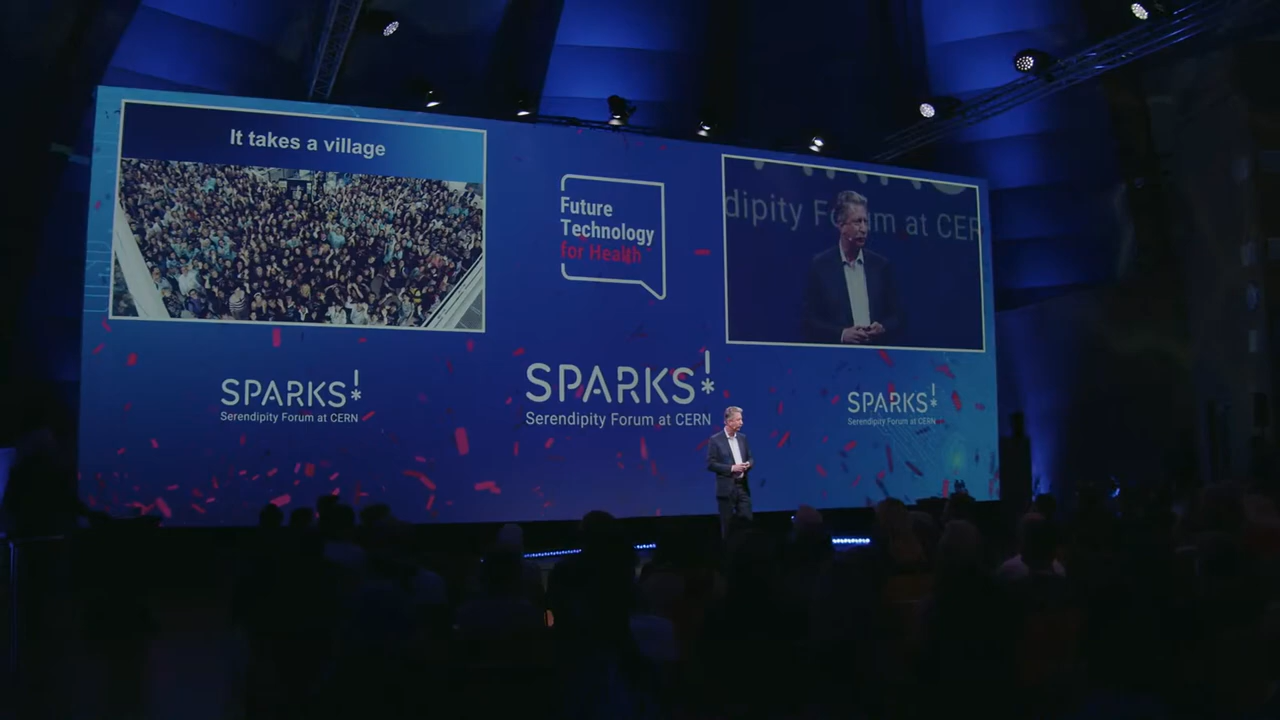 It takes a village
Future
Technology
for Health
dipity Forum at CER
SPARKS!
Serendipity Forum at CERN
SPARKS!
Serendipity Forum at CERN
SPARKS!
Serendipity Forum at CERN